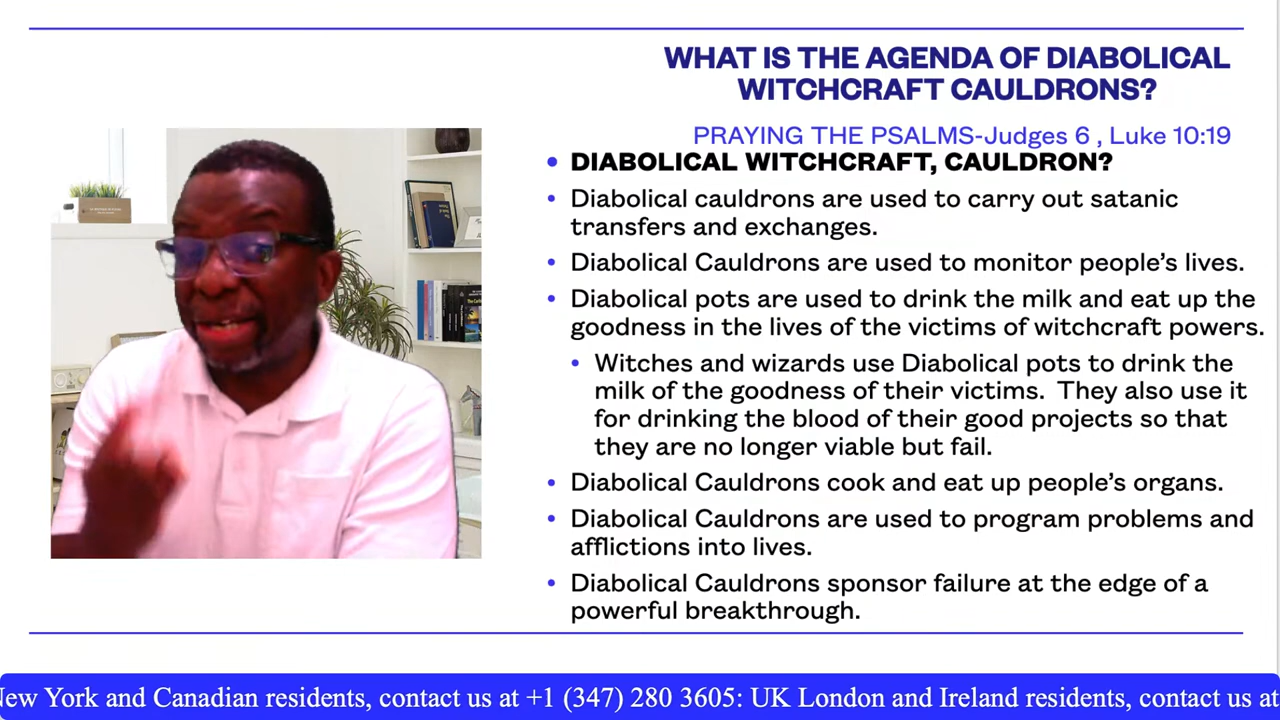 WHAT IS THE AGENDA OF DIABOLICAL
WITCHCRAFT CAULDRONS?
PRAYING THE PSALMS-Judges 6 , Luke 10:19
• DIABOLICAL WITCHCRAFT, CAULDRON?
• Diabolical cauldrons are used to carry out satanic
transfers and exchanges.
• Diabolical Cauldrons are used to monitor people's lives.
• Diabolical pots are used to drink the milk and eat up the
goodness in the lives of the victims of witchcraft powers.
• Witches and wizards use Diabolical pots to drink the
milk of the goodness of their victims.  They also use it
for drinking the blood of their good projects so that
they are no longer viable but fail.
• Diabolical Cauldrons cook and eat up people's organs.
• Diabolical Cauldrons are used to program problems and
afflictions into lives.
• Diabolical Cauldrons sponsor failure at the edge of a
powerful breakthrough.
New York and Canadian residents, contact us at +1 (347) 280 3605: UK London and Ireland residents, contact us at